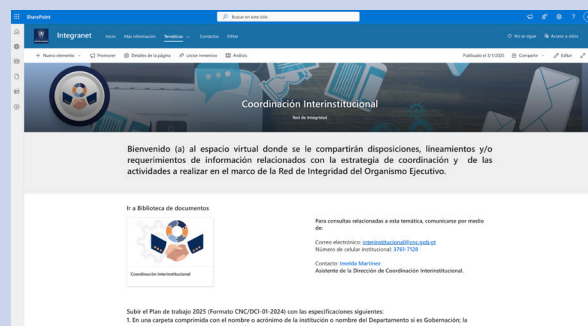 SharePoint
Buscar en este sitio
Integranet
Inicio Más información Temáticas Contactos Editar
No se sigue Acceso a sitios
+ Nuevo elemento Promover Detalles de la página Lector inmersivo Análisis
Publicado el 3/1/2025 Compartir Editar
Coordinación Interinstitucional
Red de Integridad
Bienvenido (a) al espacio virtual donde se le compartirán disposiciones, lineamientos y/o
requerimientos de información relacionados con la estrategia de coordinación y de las
actividades a realizar en el marco de la Red de Integridad del Organismo Ejecutivo.
Ir a Biblioteca de documentos
Coordinación Interinstitucional
Para consultas relacionadas a esta temática, comunicarse por medio
de:
Correo electrónico: interinstitucional@cnc.gob.gt
Número de celular institucional: 3761-7128
Contacto: Imelda Martínez
Asistente de la Dirección de Coordinación Interinstitucional.
Subir el Plan de trabajo 2025 (Formato CNC/DCI-01-2024) con las especificaciones siguientes:
1. En una carpeta comprimida con el nombre o acrónimo de la institución o nombre del Departamento si es Gobernación; la